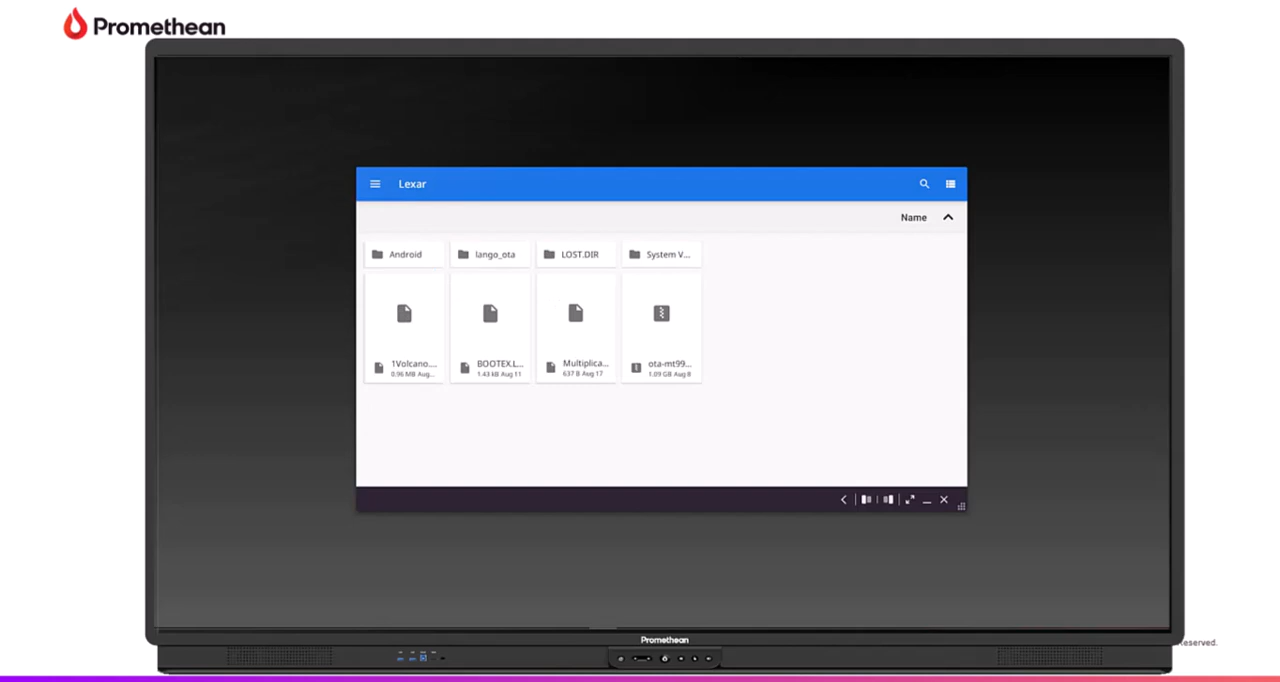 Promethean
Lexar
Name
Android
lango_ota
LOST.DIR
System V...
1Volcano....
0.96 MB Aug...
BOOTEX.L...
1.43 kB Aug 11
Multiplica...
637 B Aug 17
ota-mt99...
1.09 GB Aug 8
Promethean
Reserved.